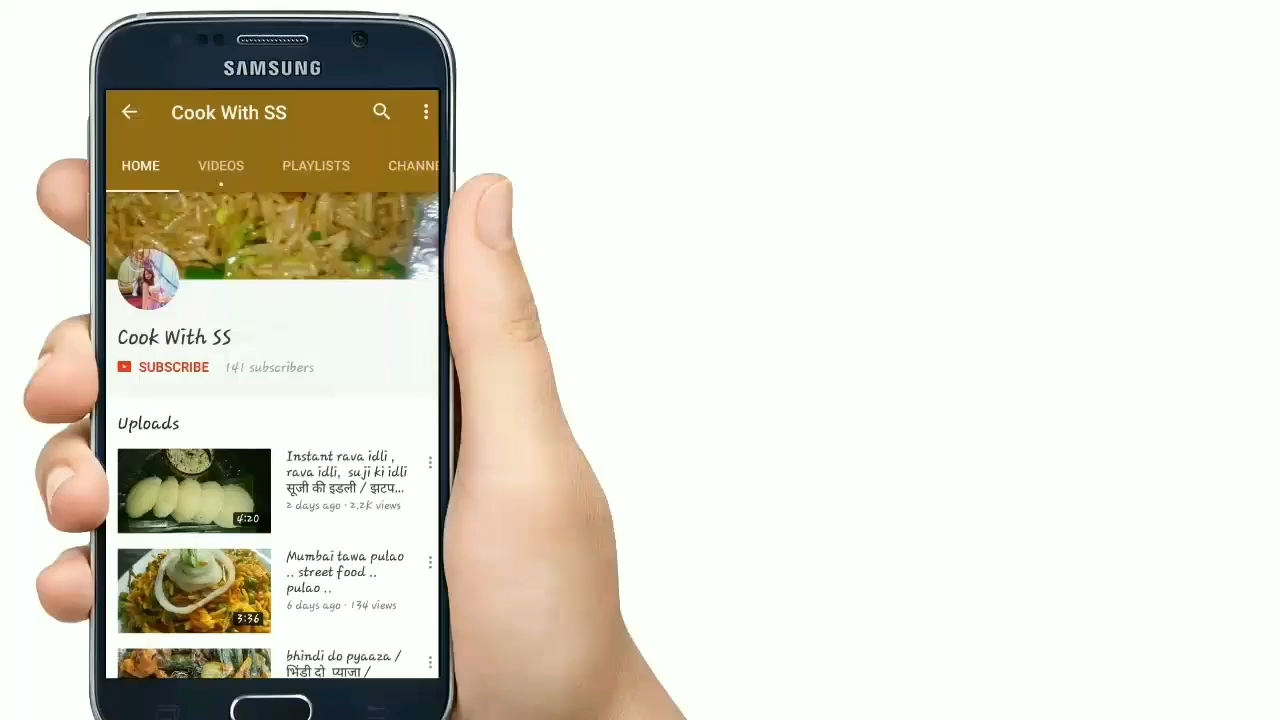 SAMSUNG
Cook With SS
HOME VIDEOS PLAYLISTS CHANNE
Cook With SS
SUBSCRIBE 141 subscribers
Uploads
Instant rava idli ,
rava idli, suji ki idli
सूजी की इडली / झटप...
2 days ago · 2.2K views
4:20
Mumbai tawa pulao
.. street food ..
pulao ..
6 days ago · 134 views
3:36
bhindi do pyaaza /
भिंडी दो प्याजा /